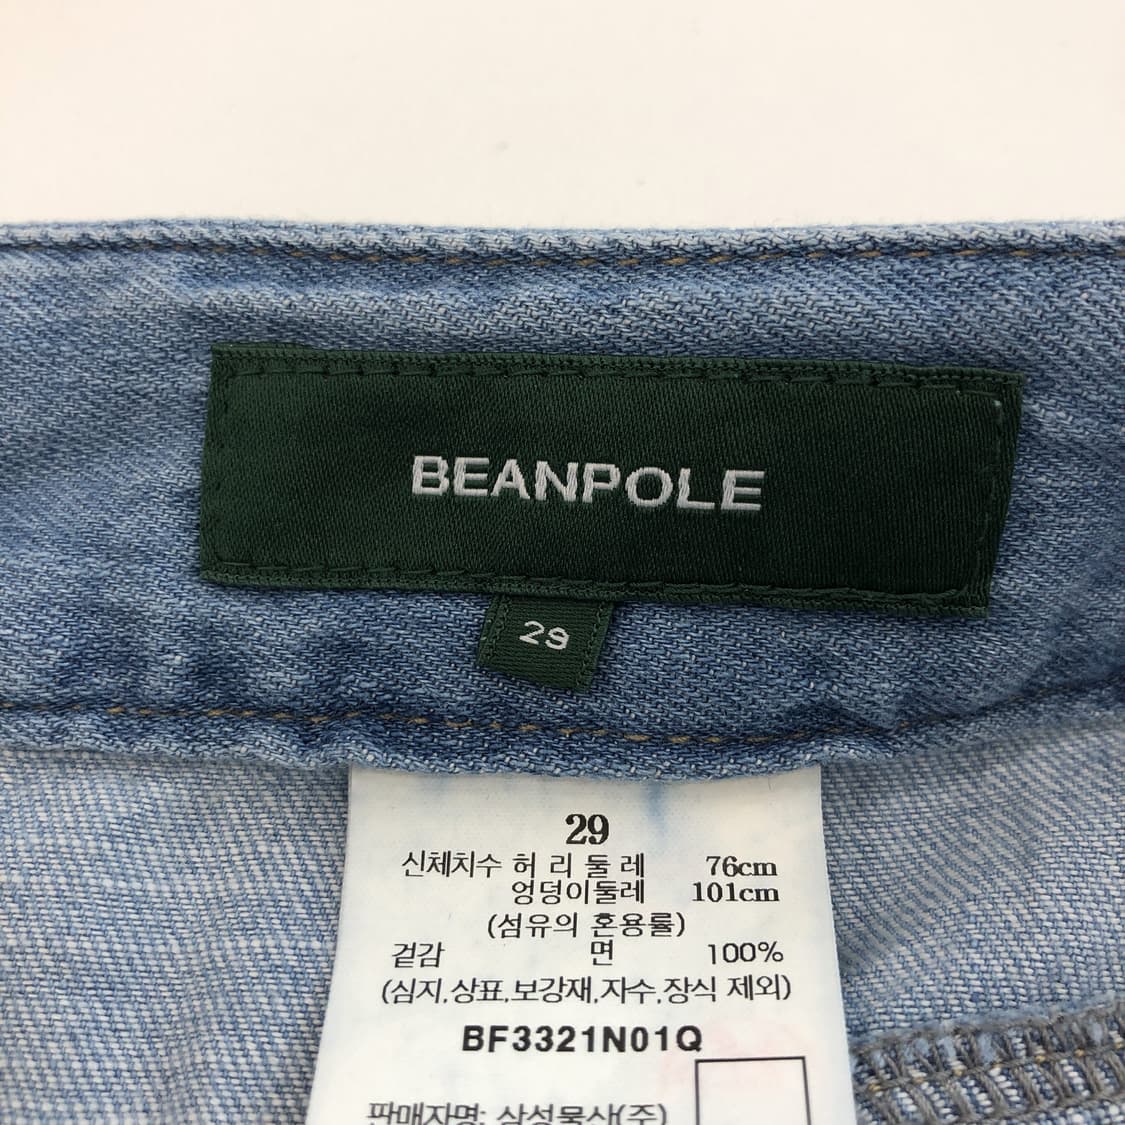 BEANPOLE
29
29
신체치수 허 리 둘 레 76cm
엉덩이둘레 101cm
(섬유의 혼용률)
겉감 면 100%
(심지,상표,보강재,자수,장식 제외)
BF3321N01Q
판매자명: 삼성물산(주)